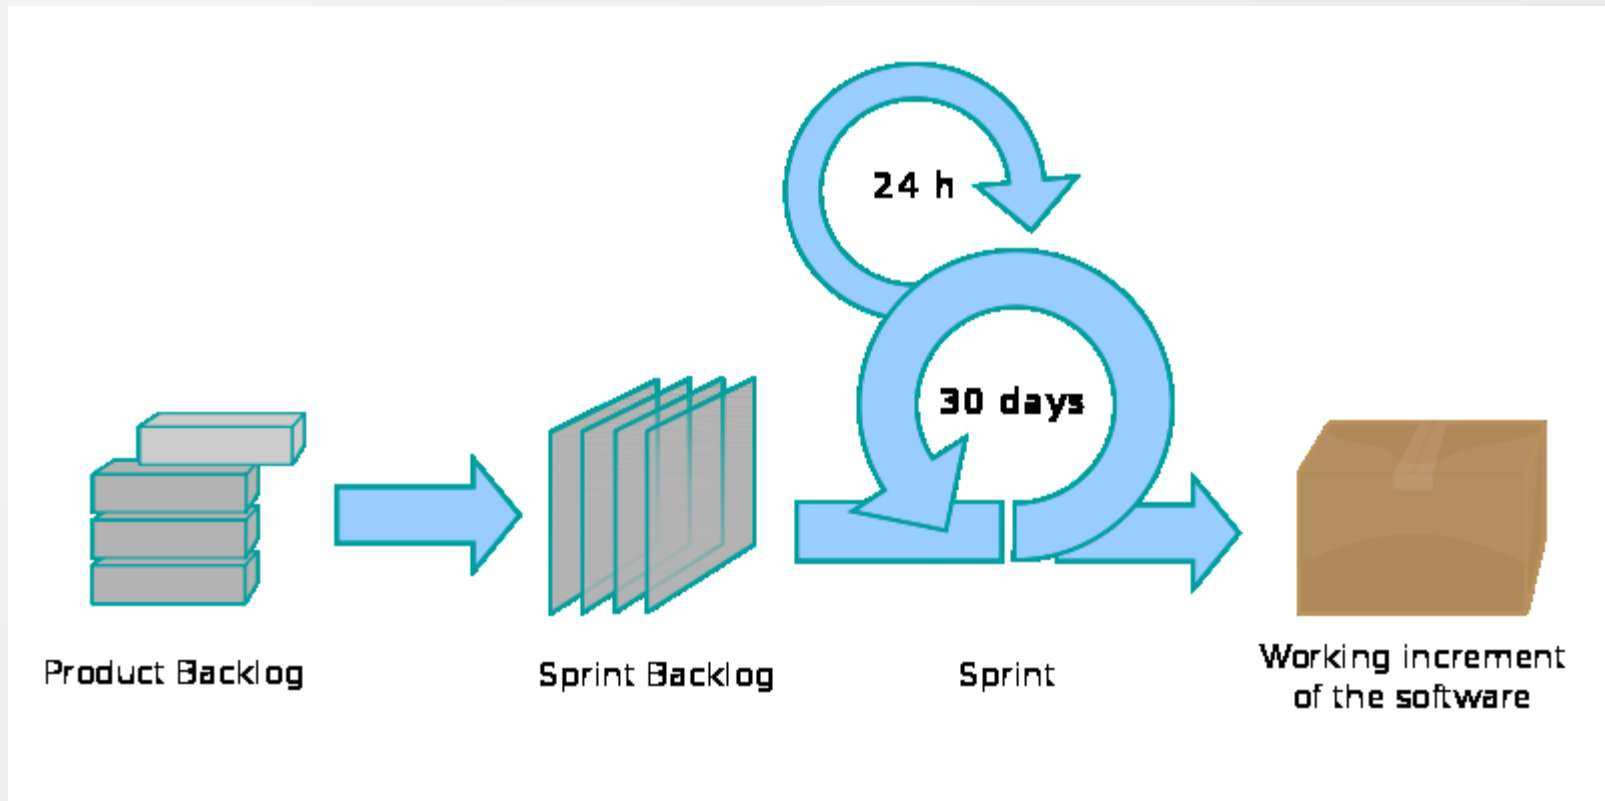 24 h
30 days
Product Backlog
Sprint Backlog
Sprint
Working increment
of the software